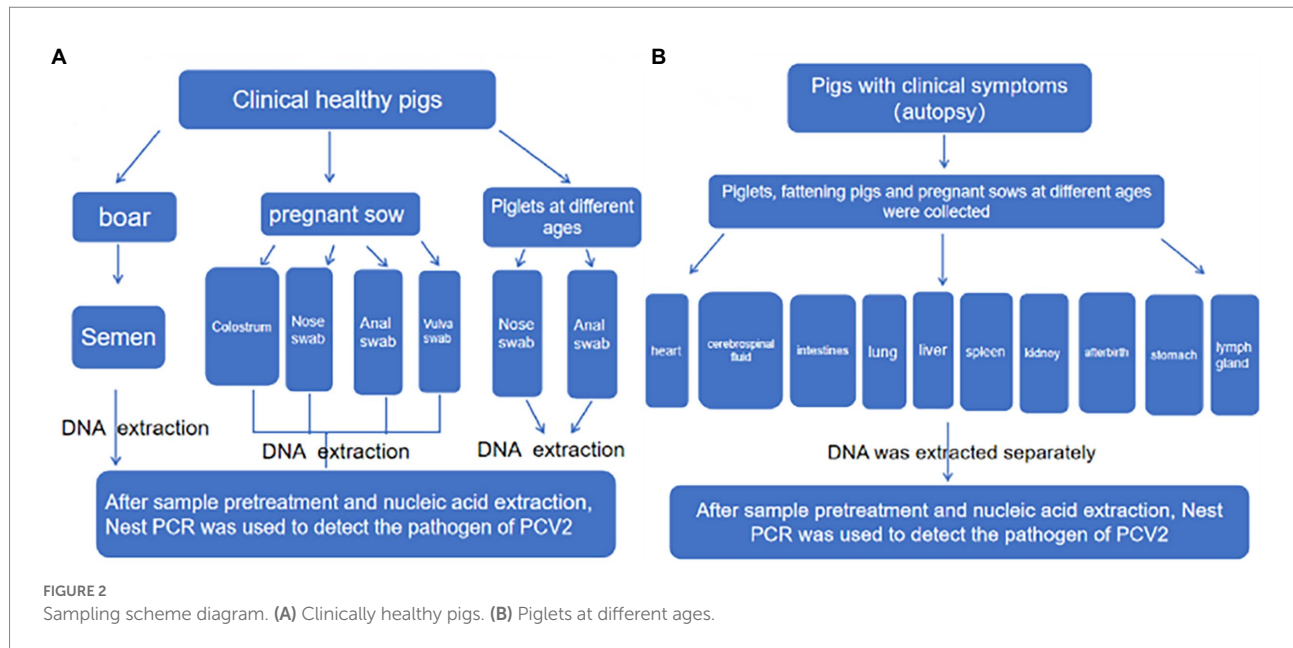 A
Clinical healthy pigs
boar
pregnant sow
Piglets at different
ages
Semen
Colostrum
Nose
swab
Anal
swab
Vulva
swab
Nose
swab
Anal
swab
DNA extraction
DNA extraction
DNA extraction
After sample pretreatment and nucleic acid extraction,
Nest PCR was used to detect the pathogen of PCV2
B
Pigs with clinical symptoms
(autopsy)
Piglets, fattening pigs and pregnant sows at different ages
were collected
heart
cerebrospinal
fluid
intestines
lung
liver
spleen
kidney
afterbirth
stomach
lymph
gland
DNA was extracted separately
After sample pretreatment and nucleic acid extraction, Nest
PCR was used to detect the pathogen of PCV2
FIGURE 2
Sampling scheme diagram. (A) Clinically healthy pigs. (B) Piglets at different ages.